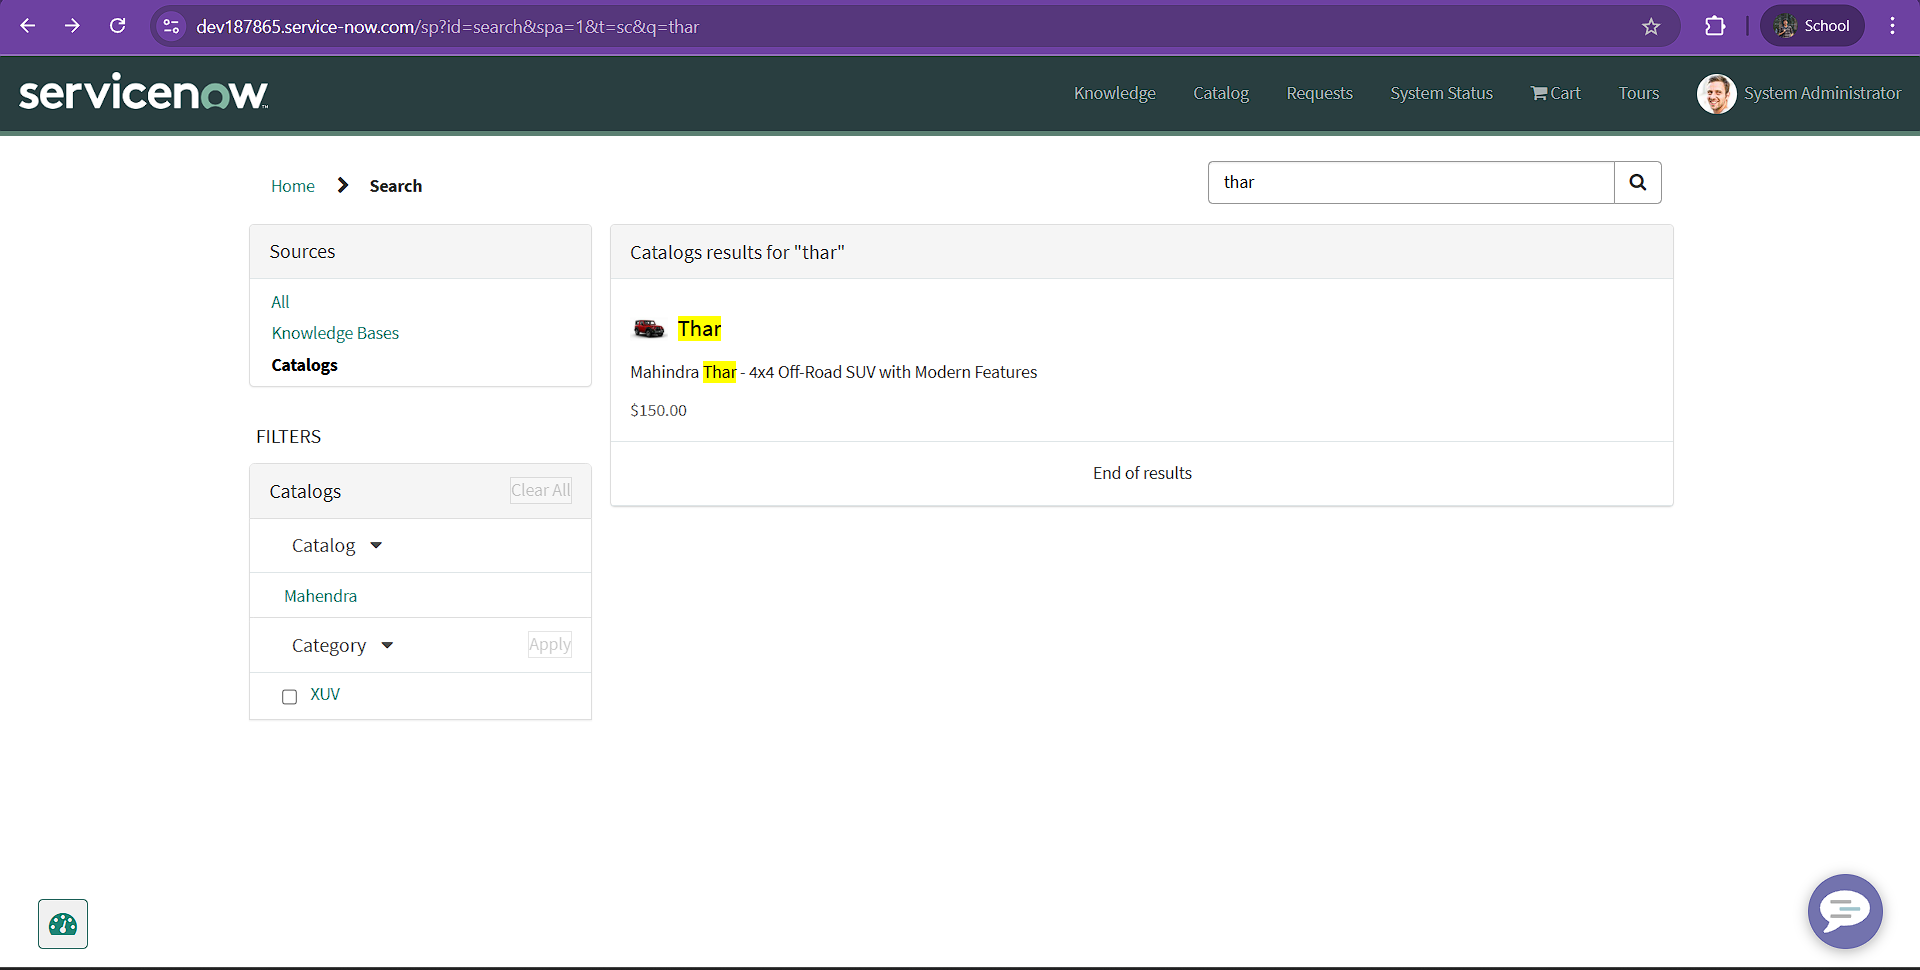 dev187865.service-now.com/sp?id=search&spa=1&t=sc&q=thar
School
servicenow™
Knowledge
Catalog
Requests
System Status
Cart
Tours
System Administrator
Home
Search
thar
Sources
All
Knowledge Bases
Catalogs
FILTERS
Catalogs
Clear All
Catalog
Mahendra
Category
Apply
XUV
Catalogs results for "thar"
Thar
Mahindra Thar - 4x4 Off-Road SUV with Modern Features
$150.00
End of results